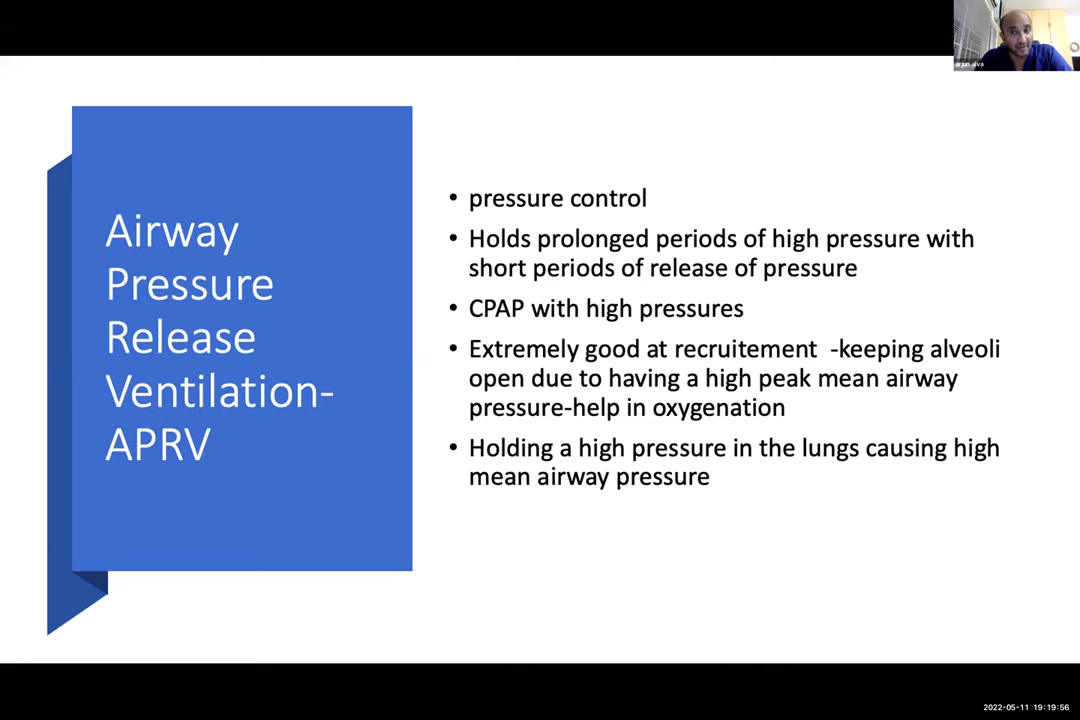 arjun alva
Airway
Pressure
Release
Ventilation-
APRV
• pressure control
• Holds prolonged periods of high pressure with
short periods of release of pressure
• CPAP with high pressures
• Extremely good at recruitement -keeping alveoli
open due to having a high peak mean airway
pressure-help in oxygenation
• Holding a high pressure in the lungs causing high
mean airway pressure
2022-05-11 19:19:56